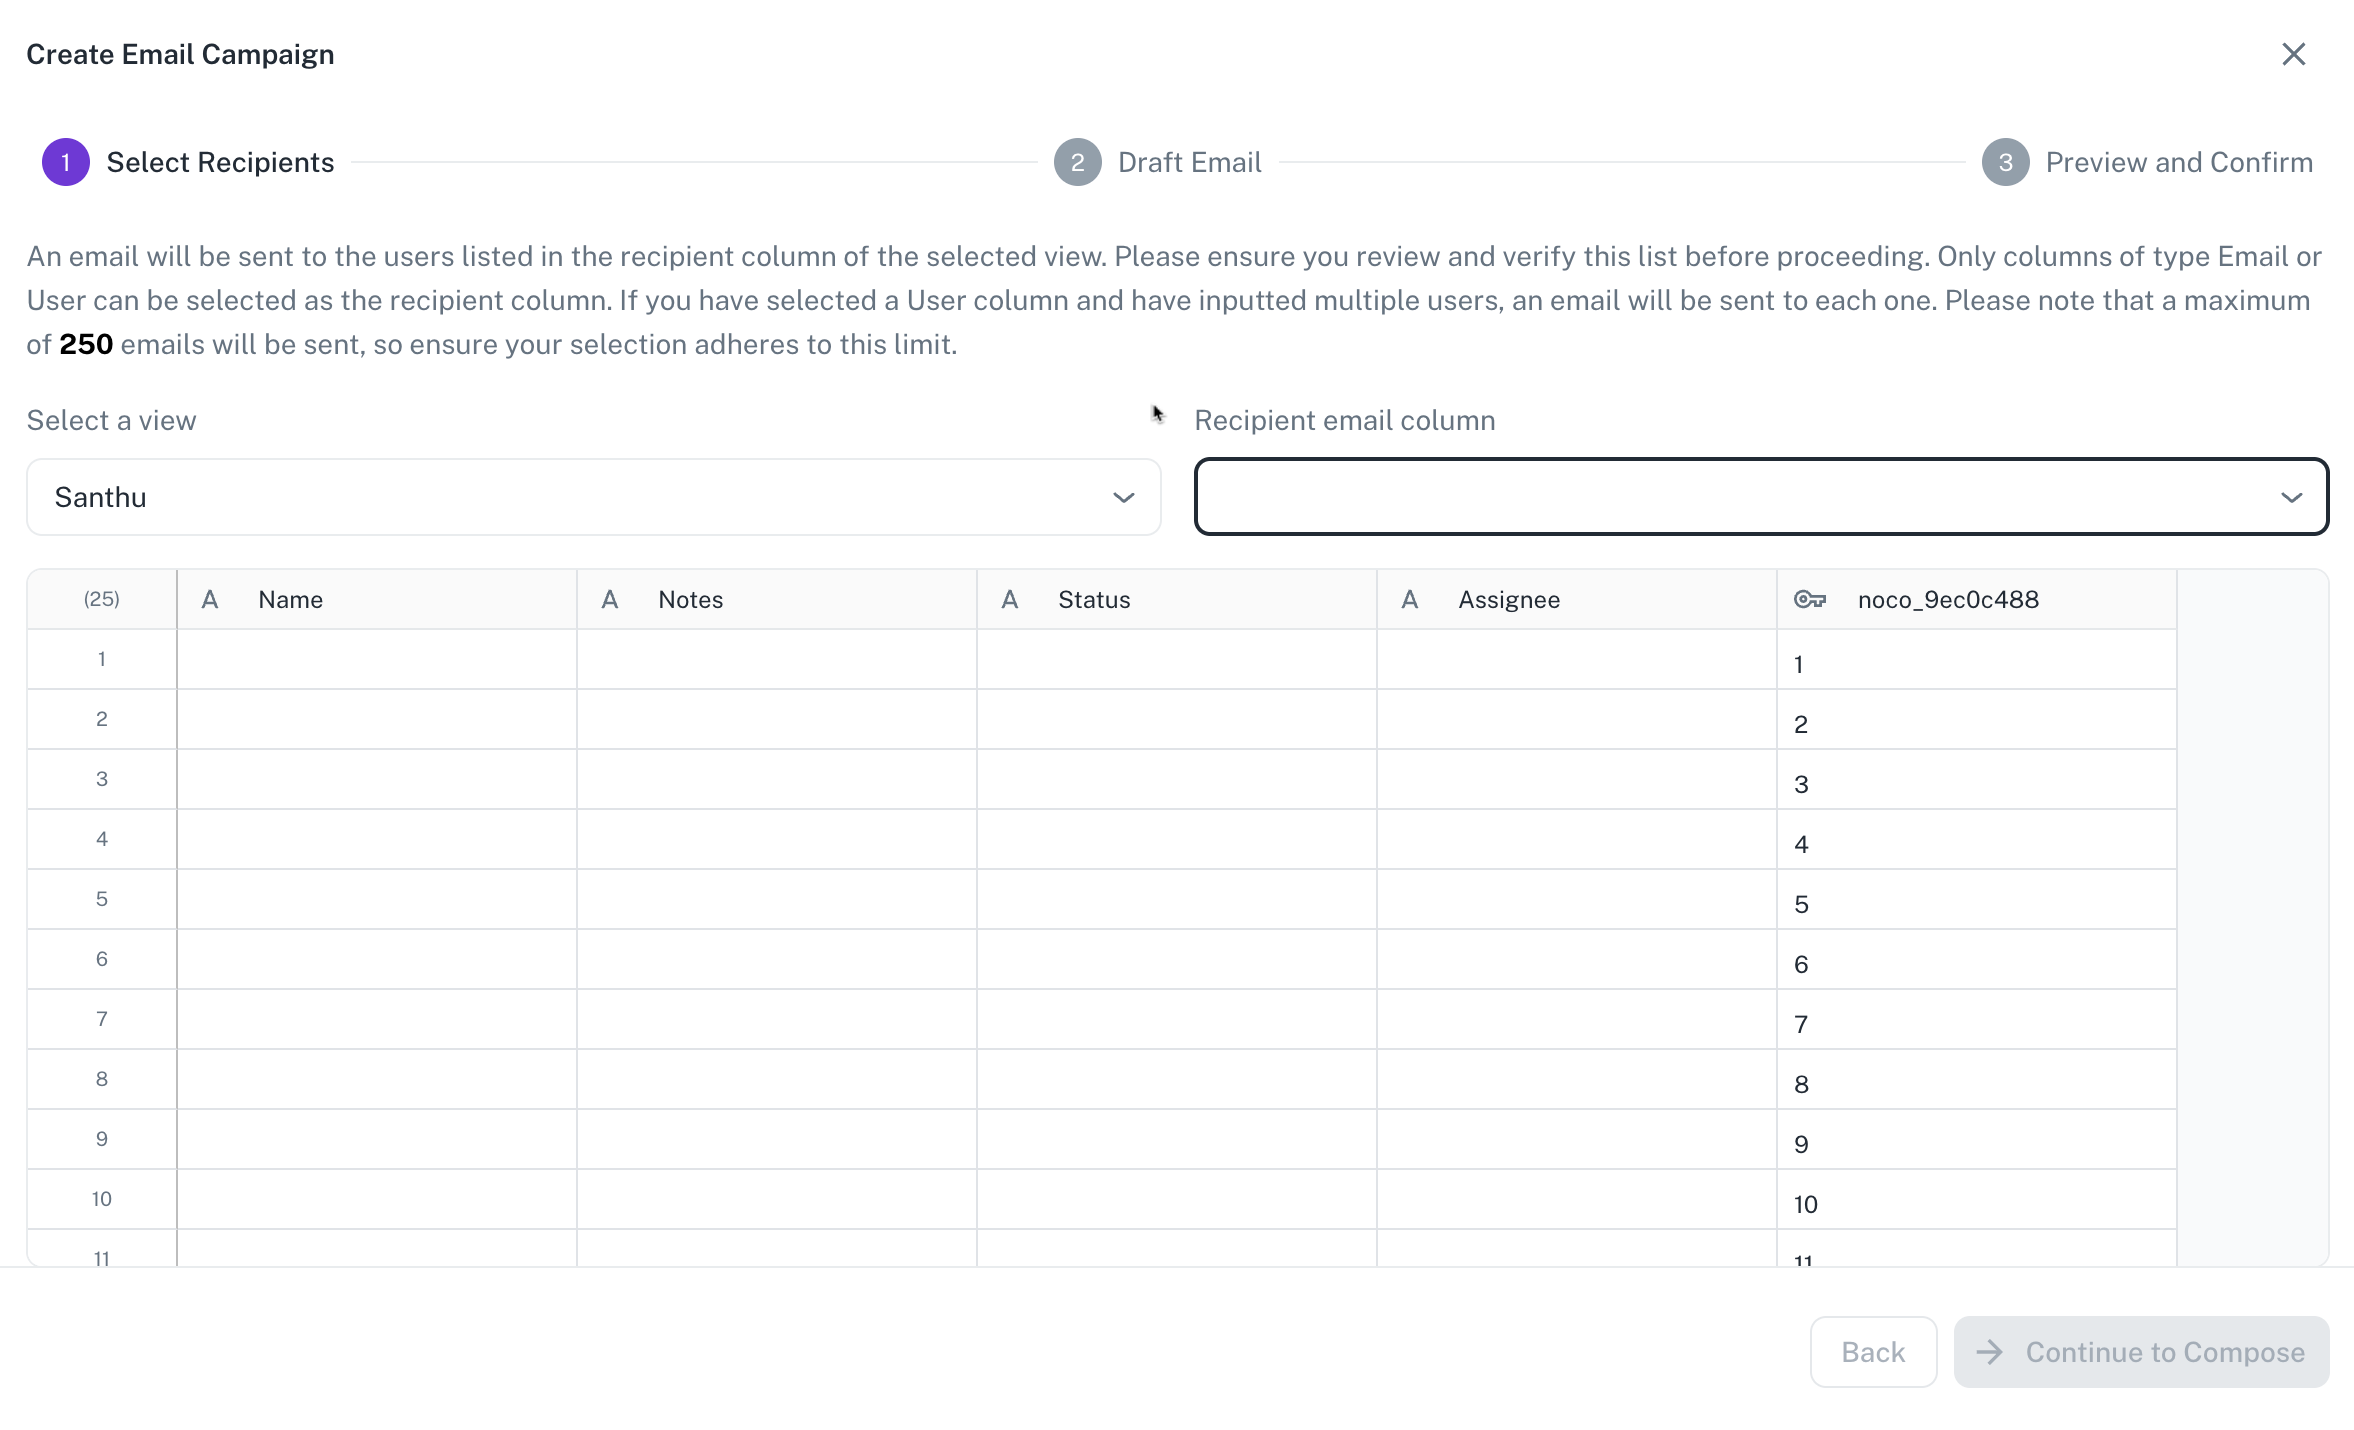 Create Email Campaign
1 Select Recipients 2 Draft Email 3 Preview and Confirm
An email will be sent to the users listed in the recipient column of the selected view. Please ensure you review and verify this list before proceeding. Only columns of type Email or
User can be selected as the recipient column. If you have selected a User column and have inputted multiple users, an email will be sent to each one. Please note that a maximum
of 250 emails will be sent, so ensure your selection adheres to this limit.
Select a view Recipient email column
Santhu
(25) A Name A Notes A Status A Assignee noco_9ec0c488
1 1
2 2
3 3
4 4
5 5
6 6
7 7
8 8
9 9
10 10
11 11
Back Continue to Compose